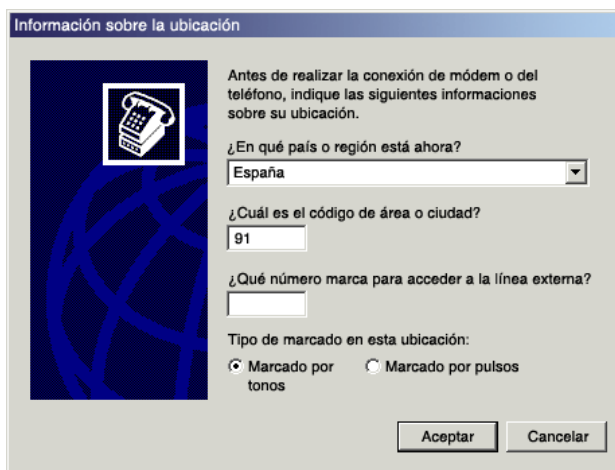 Información sobre la ubicación
Antes de realizar la conexión de módem o del
teléfono, indique las siguientes informaciones
sobre su ubicación.
¿En qué país o región está ahora?
España
¿Cuál es el código de área o ciudad?
91
¿Qué número marca para acceder a la línea externa?
Tipo de marcado en esta ubicación:
Marcado por tonos
Marcado por pulsos
Aceptar
Cancelar